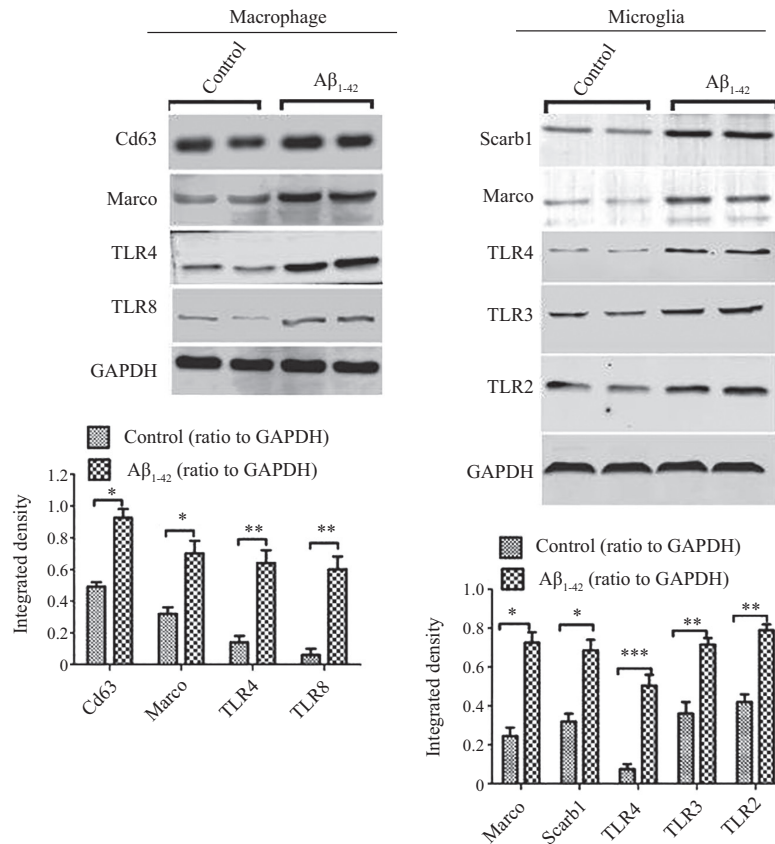 Macrophage
Control
Aβ1-42
Cd63
Marco
TLR4
TLR8
GAPDH
Control (ratio to GAPDH)
Aβ1-42 (ratio to GAPDH)
Integrated density
1.2
1.0
0.8
0.6
0.4
0.2
0
*
*
**
**
Cd63
Marco
TLR4
TLR8
Microglia
Control
Aβ1-42
Scarb1
Marco
TLR4
TLR3
TLR2
GAPDH
Control (ratio to GAPDH)
Aβ1-42 (ratio to GAPDH)
Integrated density
1.0
0.8
0.6
0.4
0.2
0
*
*
***
**
**
Marco
Scarb1
TLR4
TLR3
TLR2